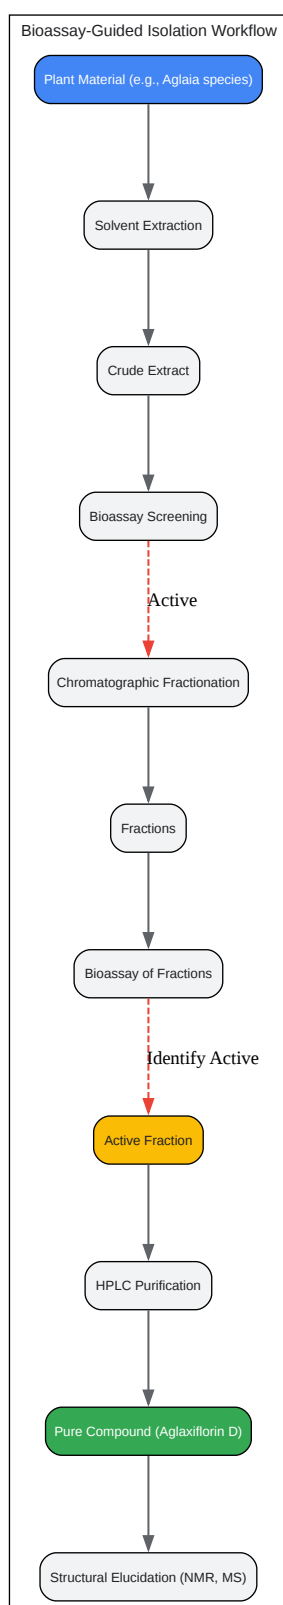 Bioassay-Guided Isolation Workflow
Plant Material (e.g., Aglaia species)
Solvent Extraction
Crude Extract
Bioassay Screening
Active
Chromatographic Fractionation
Fractions
Bioassay of Fractions
Identify Active
Active Fraction
HPLC Purification
Pure Compound (Aglaxiflorin D)
Structural Elucidation (NMR, MS)